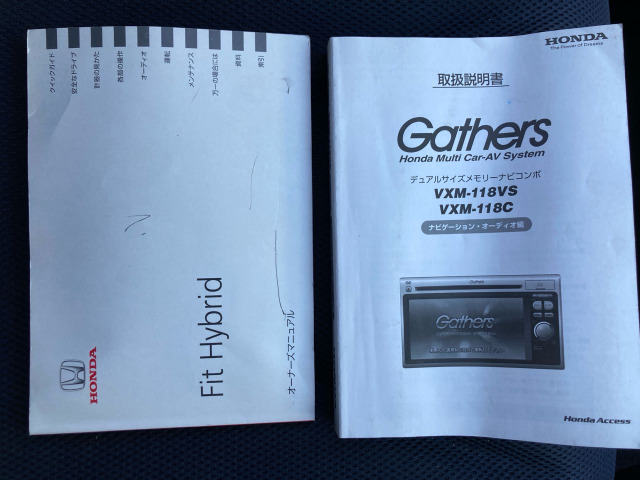 クイックガイド
安全なドライブ
計器の見かた
各部の操作
オーディオ
運転
メンテナンス
万一の場合には
資料
索引
Fit Hybrid
オーナーズマニュアル
HONDA
HONDA
The Power of Dreams
取扱説明書
Gathers
Honda Multi Car-AV System
デュアルサイズメモリーナビコンポ
VXM-118VS
VXM-118C
ナビゲーション・オーディオ編
Gathers
Gathers
Honda Access